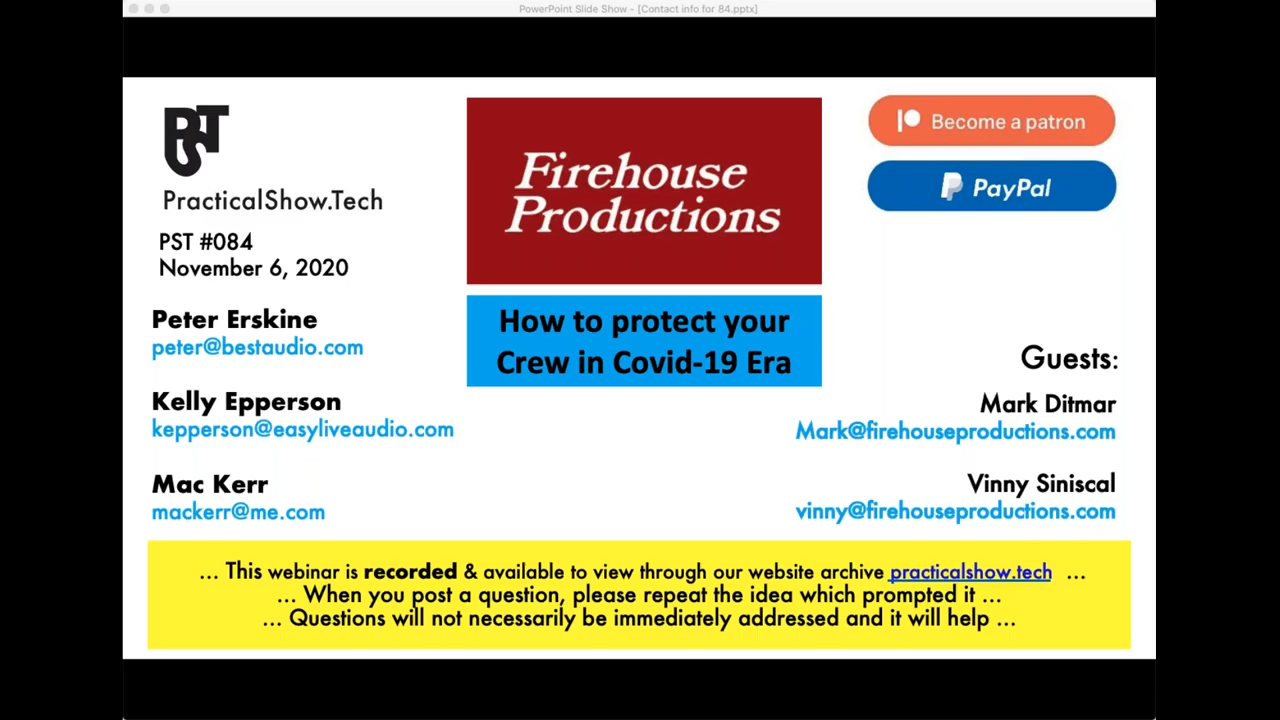 PowerPoint Slide Show - [Contact info for 84.pptx]
PST
PracticalShow.Tech
PST #084
November 6, 2020
Peter Erskine
peter@bestaudio.com
Kelly Epperson
kepperson@easyliveaudio.com
Mac Kerr
mackerr@me.com
Firehouse
Productions
How to protect your
Crew in Covid-19 Era
Become a patron
PayPal
Guests:
Mark Ditmar
Mark@firehouseproductions.com
Vinny Siniscal
vinny@firehouseproductions.com
... This webinar is recorded & available to view through our website archive practicalshow.tech ...
... When you post a question, please repeat the idea which prompted it ...
... Questions will not necessarily be immediately addressed and it will help ...